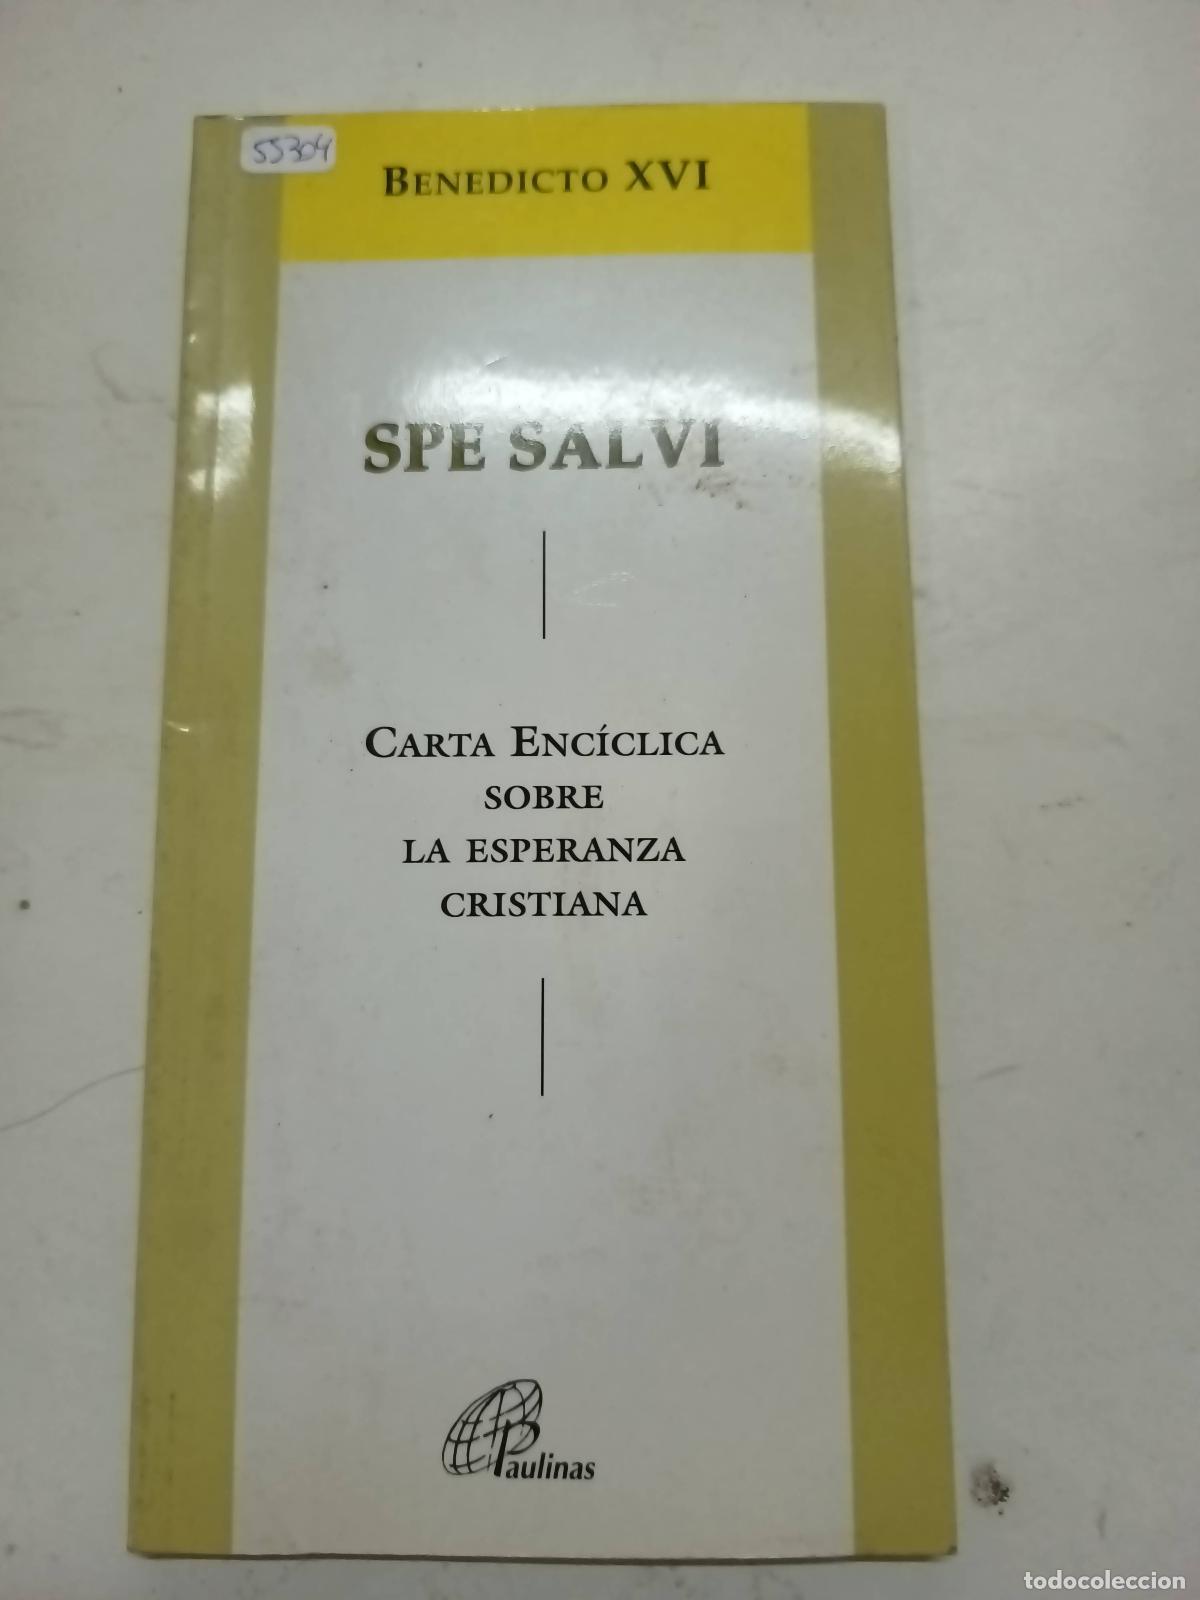 55304
BENEDICTO XVI
SPE SALVI
CARTA ENCÍCLICA
SOBRE
LA ESPERANZA
CRISTIANA
Paulinas
todocoleccion